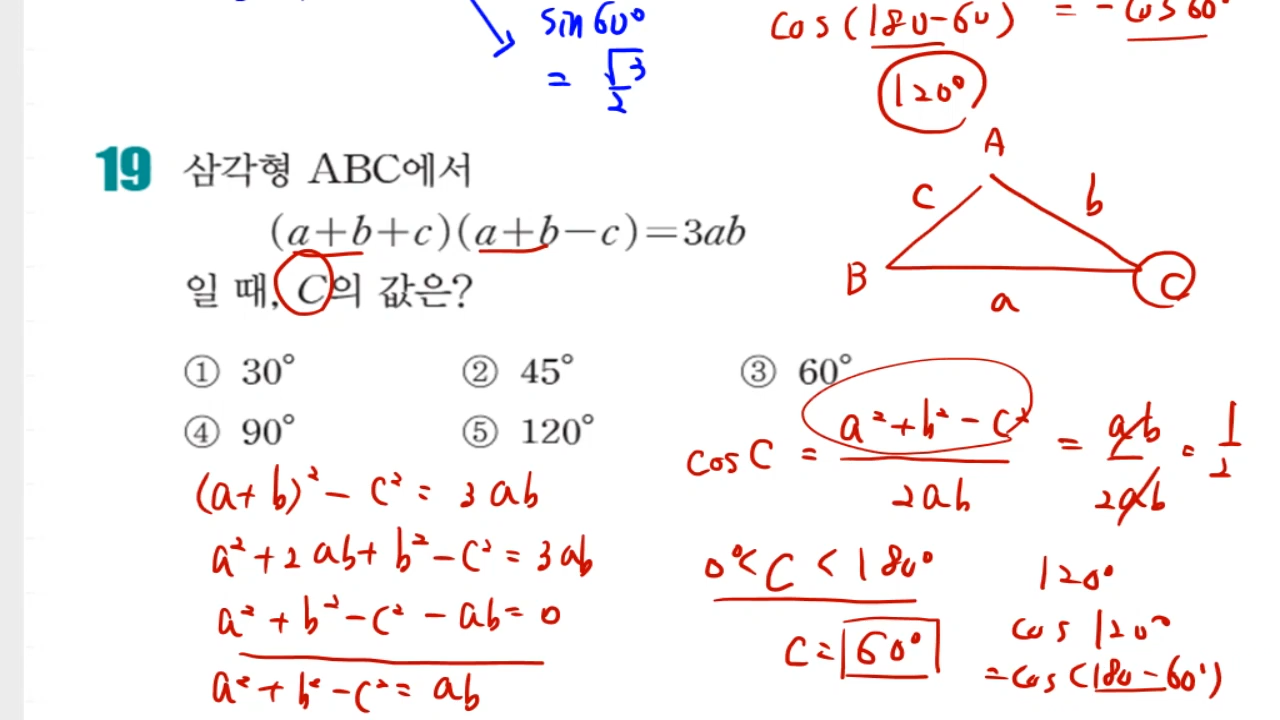 sin 60°
= √3/2
cos(180-60) = -cos 60°
120°
19 삼각형 ABC에서
(a+b+c)(a+b-c)=3ab
일 때, C의 값은?
① 30° ② 45° ③ 60°
④ 90° ⑤ 120°
A
c b
B C
a
(a+b)²-c²=3ab
a²+2ab+b²-c²=3ab
a²+b²-c²-ab=0
a²+b²-c²=ab
cos C = (a²+b²-c²)/2ab = ab/2ab = 1/2
0°<C<180°
C=60°
120°
cos 120°
=cos(180-60°)